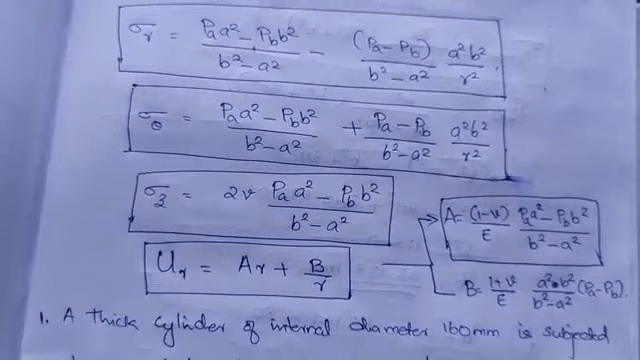 σr = (Pa a² − Pb b²)/(b² − a²) − (Pa − Pb)/(b² − a²) a²b²/r²
σθ = (Pa a² − Pb b²)/(b² − a²) + (Pa − Pb)/(b² − a²) a²b²/r²
σz = 2ν (Pa a² − Pb b²)/(b² − a²)
A = (1−ν)/E (Pa a² − Pb b²)/(b² − a²)
Ur = Ar + B/r
B = (1+ν)/E a²b²/(b² − a²) (Pa − Pb).
1. A thick cylinder of internal diameter 160mm is subjected